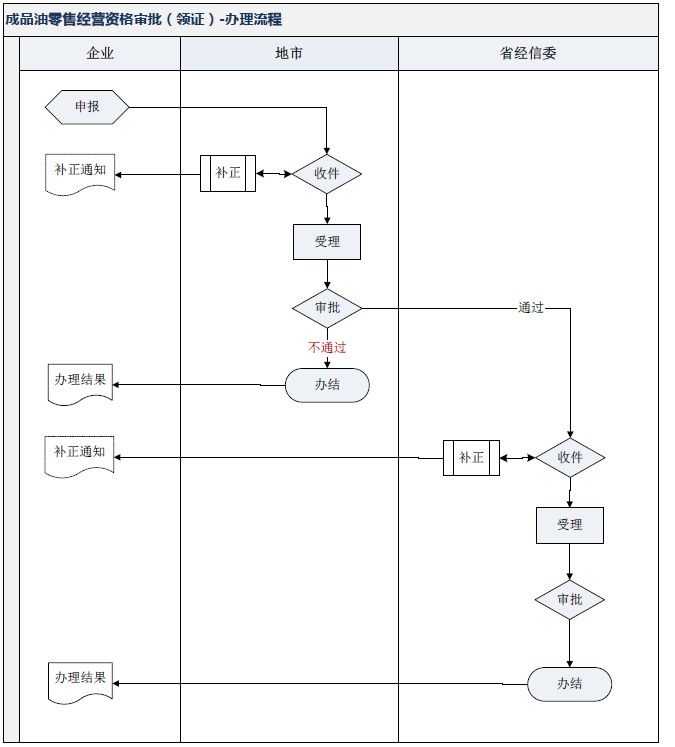 成品油零售经营资格审批（领证）-办理流程
企业
地市
省经信委
申报
补正通知
补正
收件
受理
审批
通过
不通过
办理结果
办结
补正通知
补正
收件
受理
审批
办理结果
办结